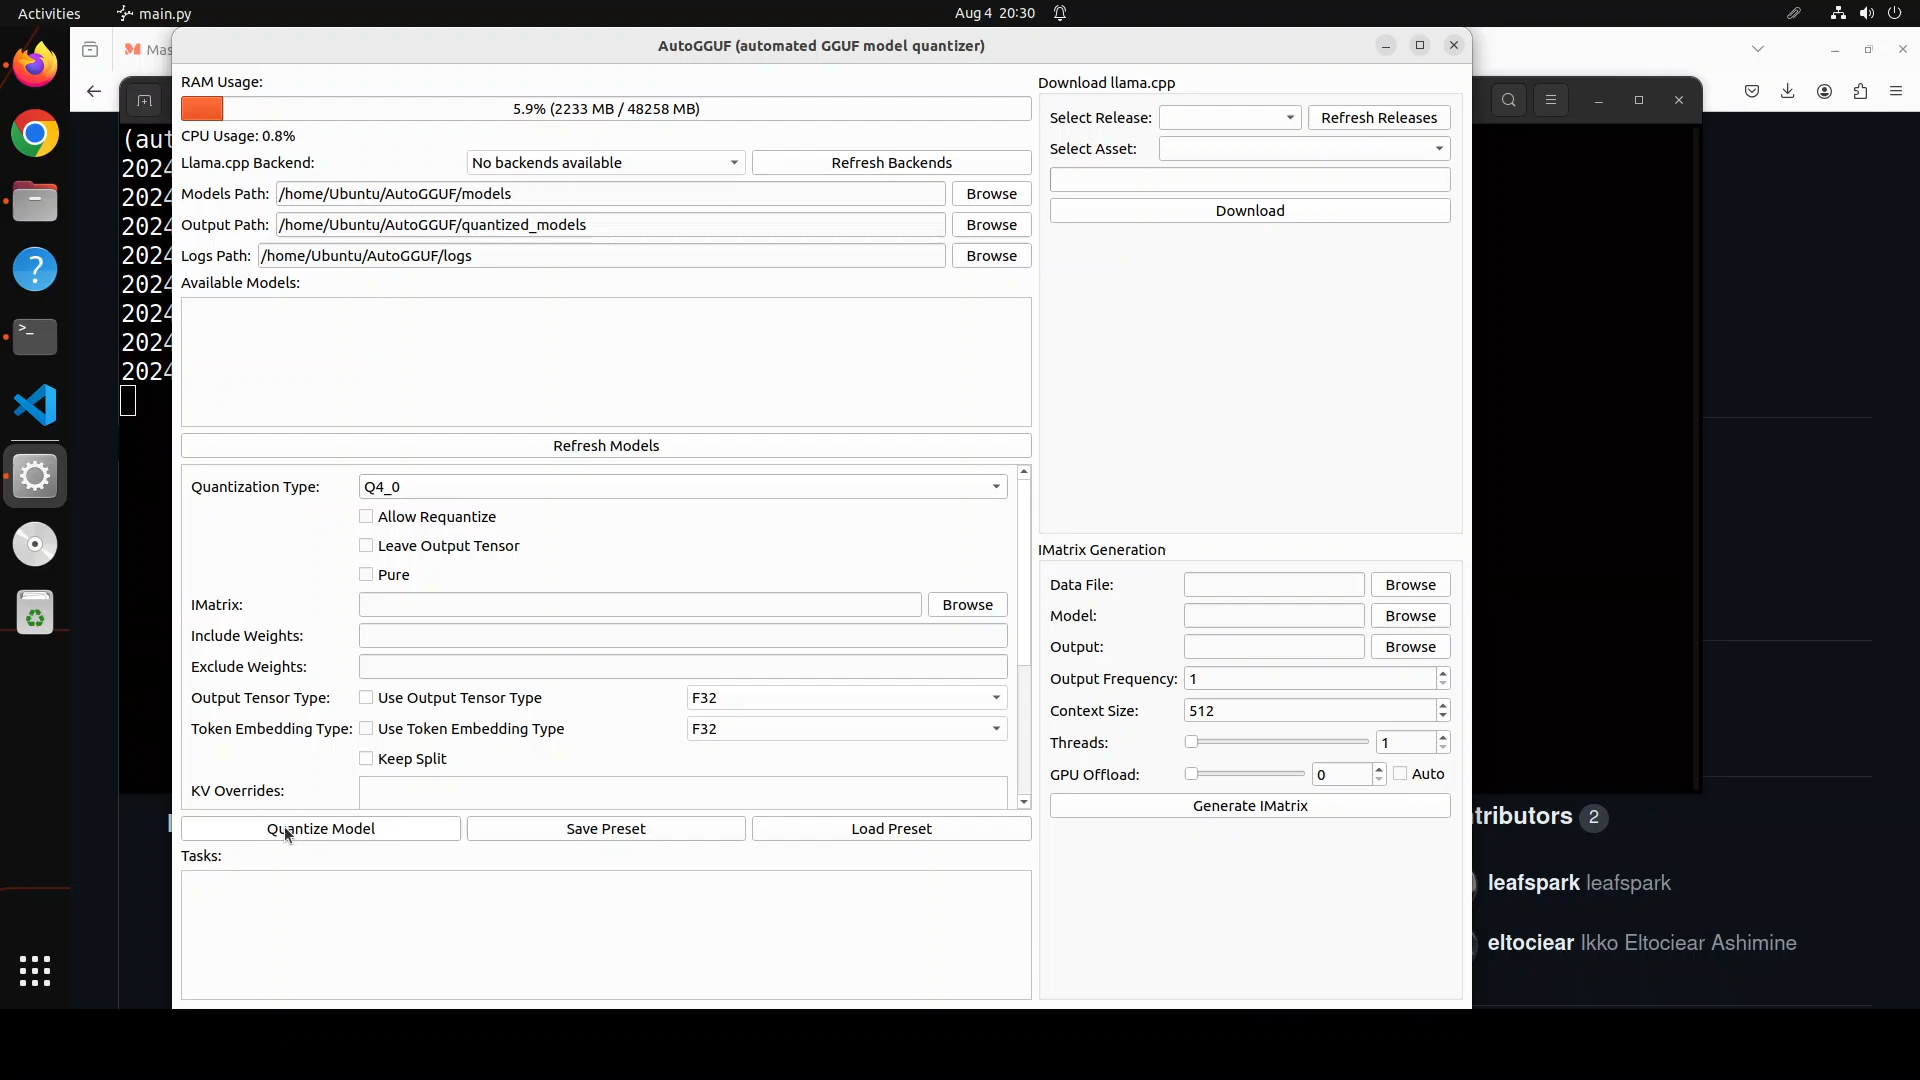 Activities
main.py
Aug 4 20:30
Mas
AutoGGUF (automated GGUF model quantizer)
RAM Usage:
5.9% (2233 MB / 48258 MB)
CPU Usage: 0.8%
Llama.cpp Backend:
No backends available
Refresh Backends
Models Path:
/home/Ubuntu/AutoGGUF/models
Browse
Output Path:
/home/Ubuntu/AutoGGUF/quantized_models
Browse
Logs Path:
/home/Ubuntu/AutoGGUF/logs
Browse
Available Models:
Refresh Models
Quantization Type:
Q4_0
Allow Requantize
Leave Output Tensor
Pure
IMatrix:
Browse
Include Weights:
Exclude Weights:
Output Tensor Type:
Use Output Tensor Type
F32
Token Embedding Type:
Use Token Embedding Type
F32
Keep Split
KV Overrides:
Quantize Model
Save Preset
Load Preset
Tasks:
Download llama.cpp
Select Release:
Refresh Releases
Select Asset:
Download
IMatrix Generation
Data File:
Browse
Model:
Browse
Output:
Browse
Output Frequency:
1
Context Size:
512
Threads:
1
GPU Offload:
0
Auto
Generate IMatrix
(aut
2024
2024
2024
2024
2024
2024
2024
2024
tributors 2
leafspark leafspark
eltociear Ikko Eltociear Ashimine